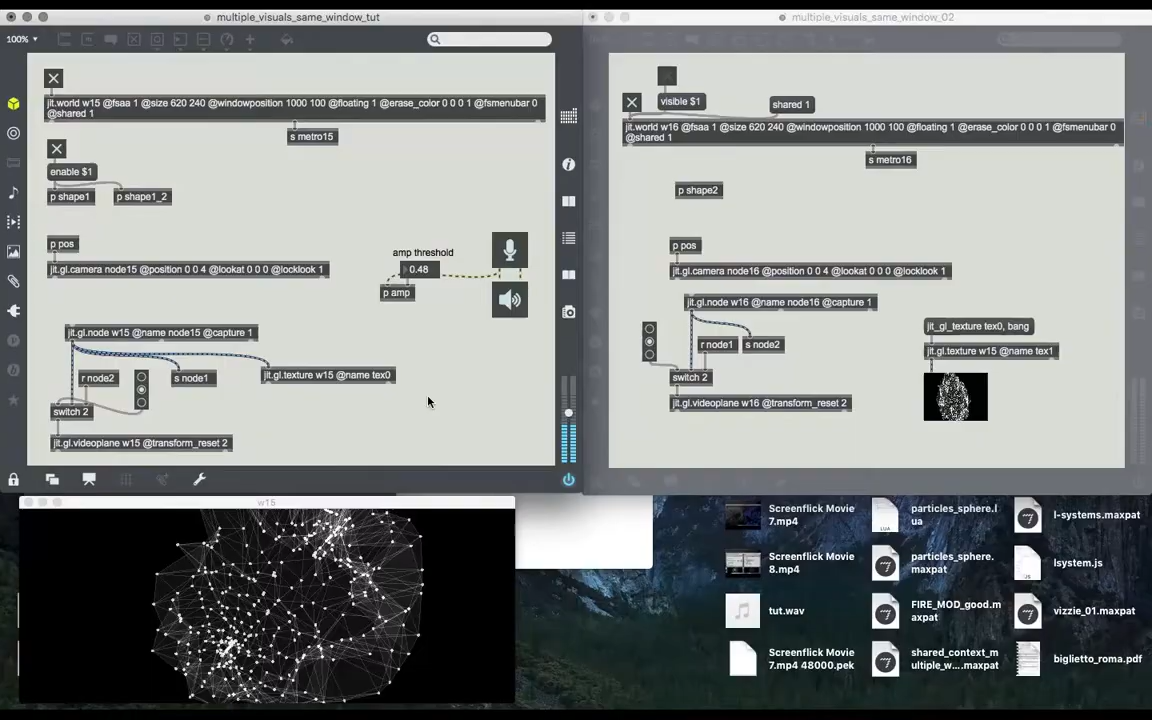 multiple_visuals_same_window_tut
100%
jit.world w15 @fsaa 1 @size 620 240 @windowposition 1000 100 @floating 1 @erase_color 0 0 0 1 @fsmenubar 0
@shared 1
s metro15
enable $1
p shape1
p shape1_2
p pos
jit.gl.camera node15 @position 0 0 4 @lookat 0 0 0 @locklook 1
amp threshold
0.48
p amp
jit.gl.node w15 @name node15 @capture 1
r node2
s node1
jit.gl.texture w15 @name tex0
switch 2
jit.gl.videoplane w15 @transform_reset 2
multiple_visuals_same_window_02
visible $1
shared 1
jit.world w16 @fsaa 1 @size 620 240 @windowposition 1000 100 @floating 1 @erase_color 0 0 0 1 @fsmenubar 0
@shared 1
s metro16
p shape2
p pos
jit.gl.camera node16 @position 0 0 4 @lookat 0 0 0 @locklook 1
jit.gl.node w16 @name node16 @capture 1
r node1
s node2
switch 2
jit.gl.videoplane w16 @transform_reset 2
jit_gl_texture tex0, bang
jit.gl.texture w15 @name tex1
w15
Screenflick Movie
7.mp4
particles_sphere.l
ua
LUA
l-systems.maxpat
Screenflick Movie
8.mp4
particles_sphere.
maxpat
lsystem.js
JS
tut.wav
FIRE_MOD_good.m
axpat
vizzie_01.maxpat
Screenflick Movie
7.mp4 48000.pek
shared_context_m
ultiple_w....maxpat
biglietto_roma.pdf